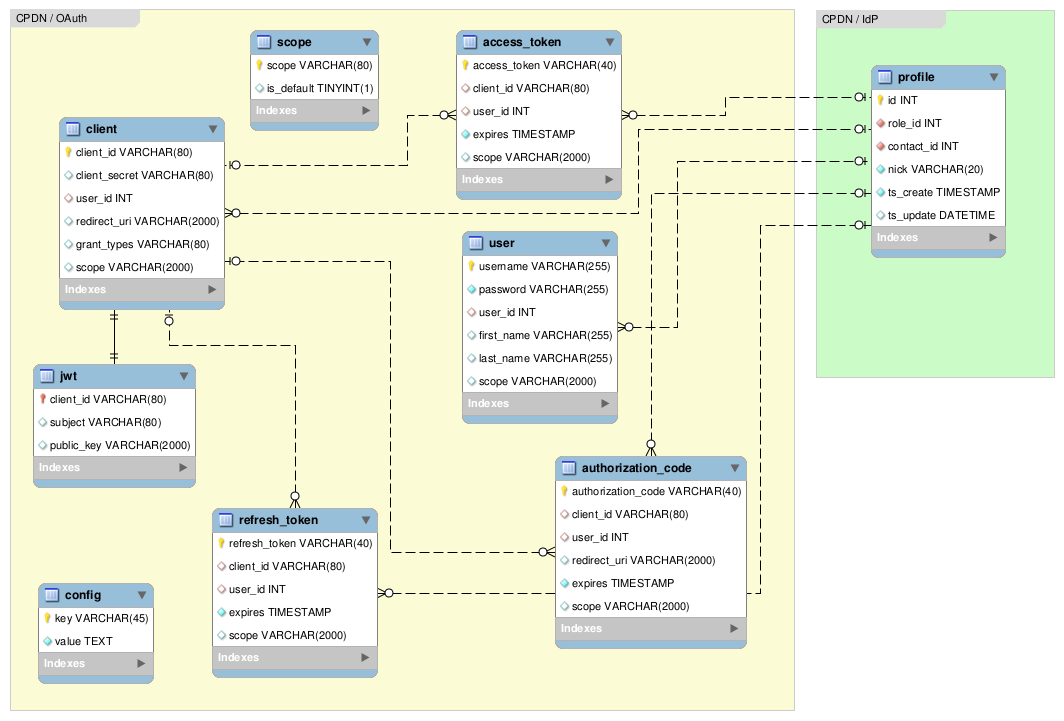 CPDN / OAuth
scope
scope VARCHAR(80)
is_default TINYINT(1)
Indexes
access_token
access_token VARCHAR(40)
client_id VARCHAR(80)
user_id INT
expires TIMESTAMP
scope VARCHAR(2000)
Indexes
client
client_id VARCHAR(80)
client_secret VARCHAR(80)
user_id INT
redirect_uri VARCHAR(2000)
grant_types VARCHAR(80)
scope VARCHAR(2000)
Indexes
user
username VARCHAR(255)
password VARCHAR(255)
user_id INT
first_name VARCHAR(255)
last_name VARCHAR(255)
scope VARCHAR(2000)
Indexes
jwt
client_id VARCHAR(80)
subject VARCHAR(80)
public_key VARCHAR(2000)
Indexes
authorization_code
authorization_code VARCHAR(40)
client_id VARCHAR(80)
user_id INT
redirect_uri VARCHAR(2000)
expires TIMESTAMP
scope VARCHAR(2000)
Indexes
refresh_token
refresh_token VARCHAR(40)
client_id VARCHAR(80)
user_id INT
expires TIMESTAMP
scope VARCHAR(2000)
Indexes
config
key VARCHAR(45)
value TEXT
Indexes
CPDN / IdP
profile
id INT
role_id INT
contact_id INT
nick VARCHAR(20)
ts_create TIMESTAMP
ts_update DATETIME
Indexes